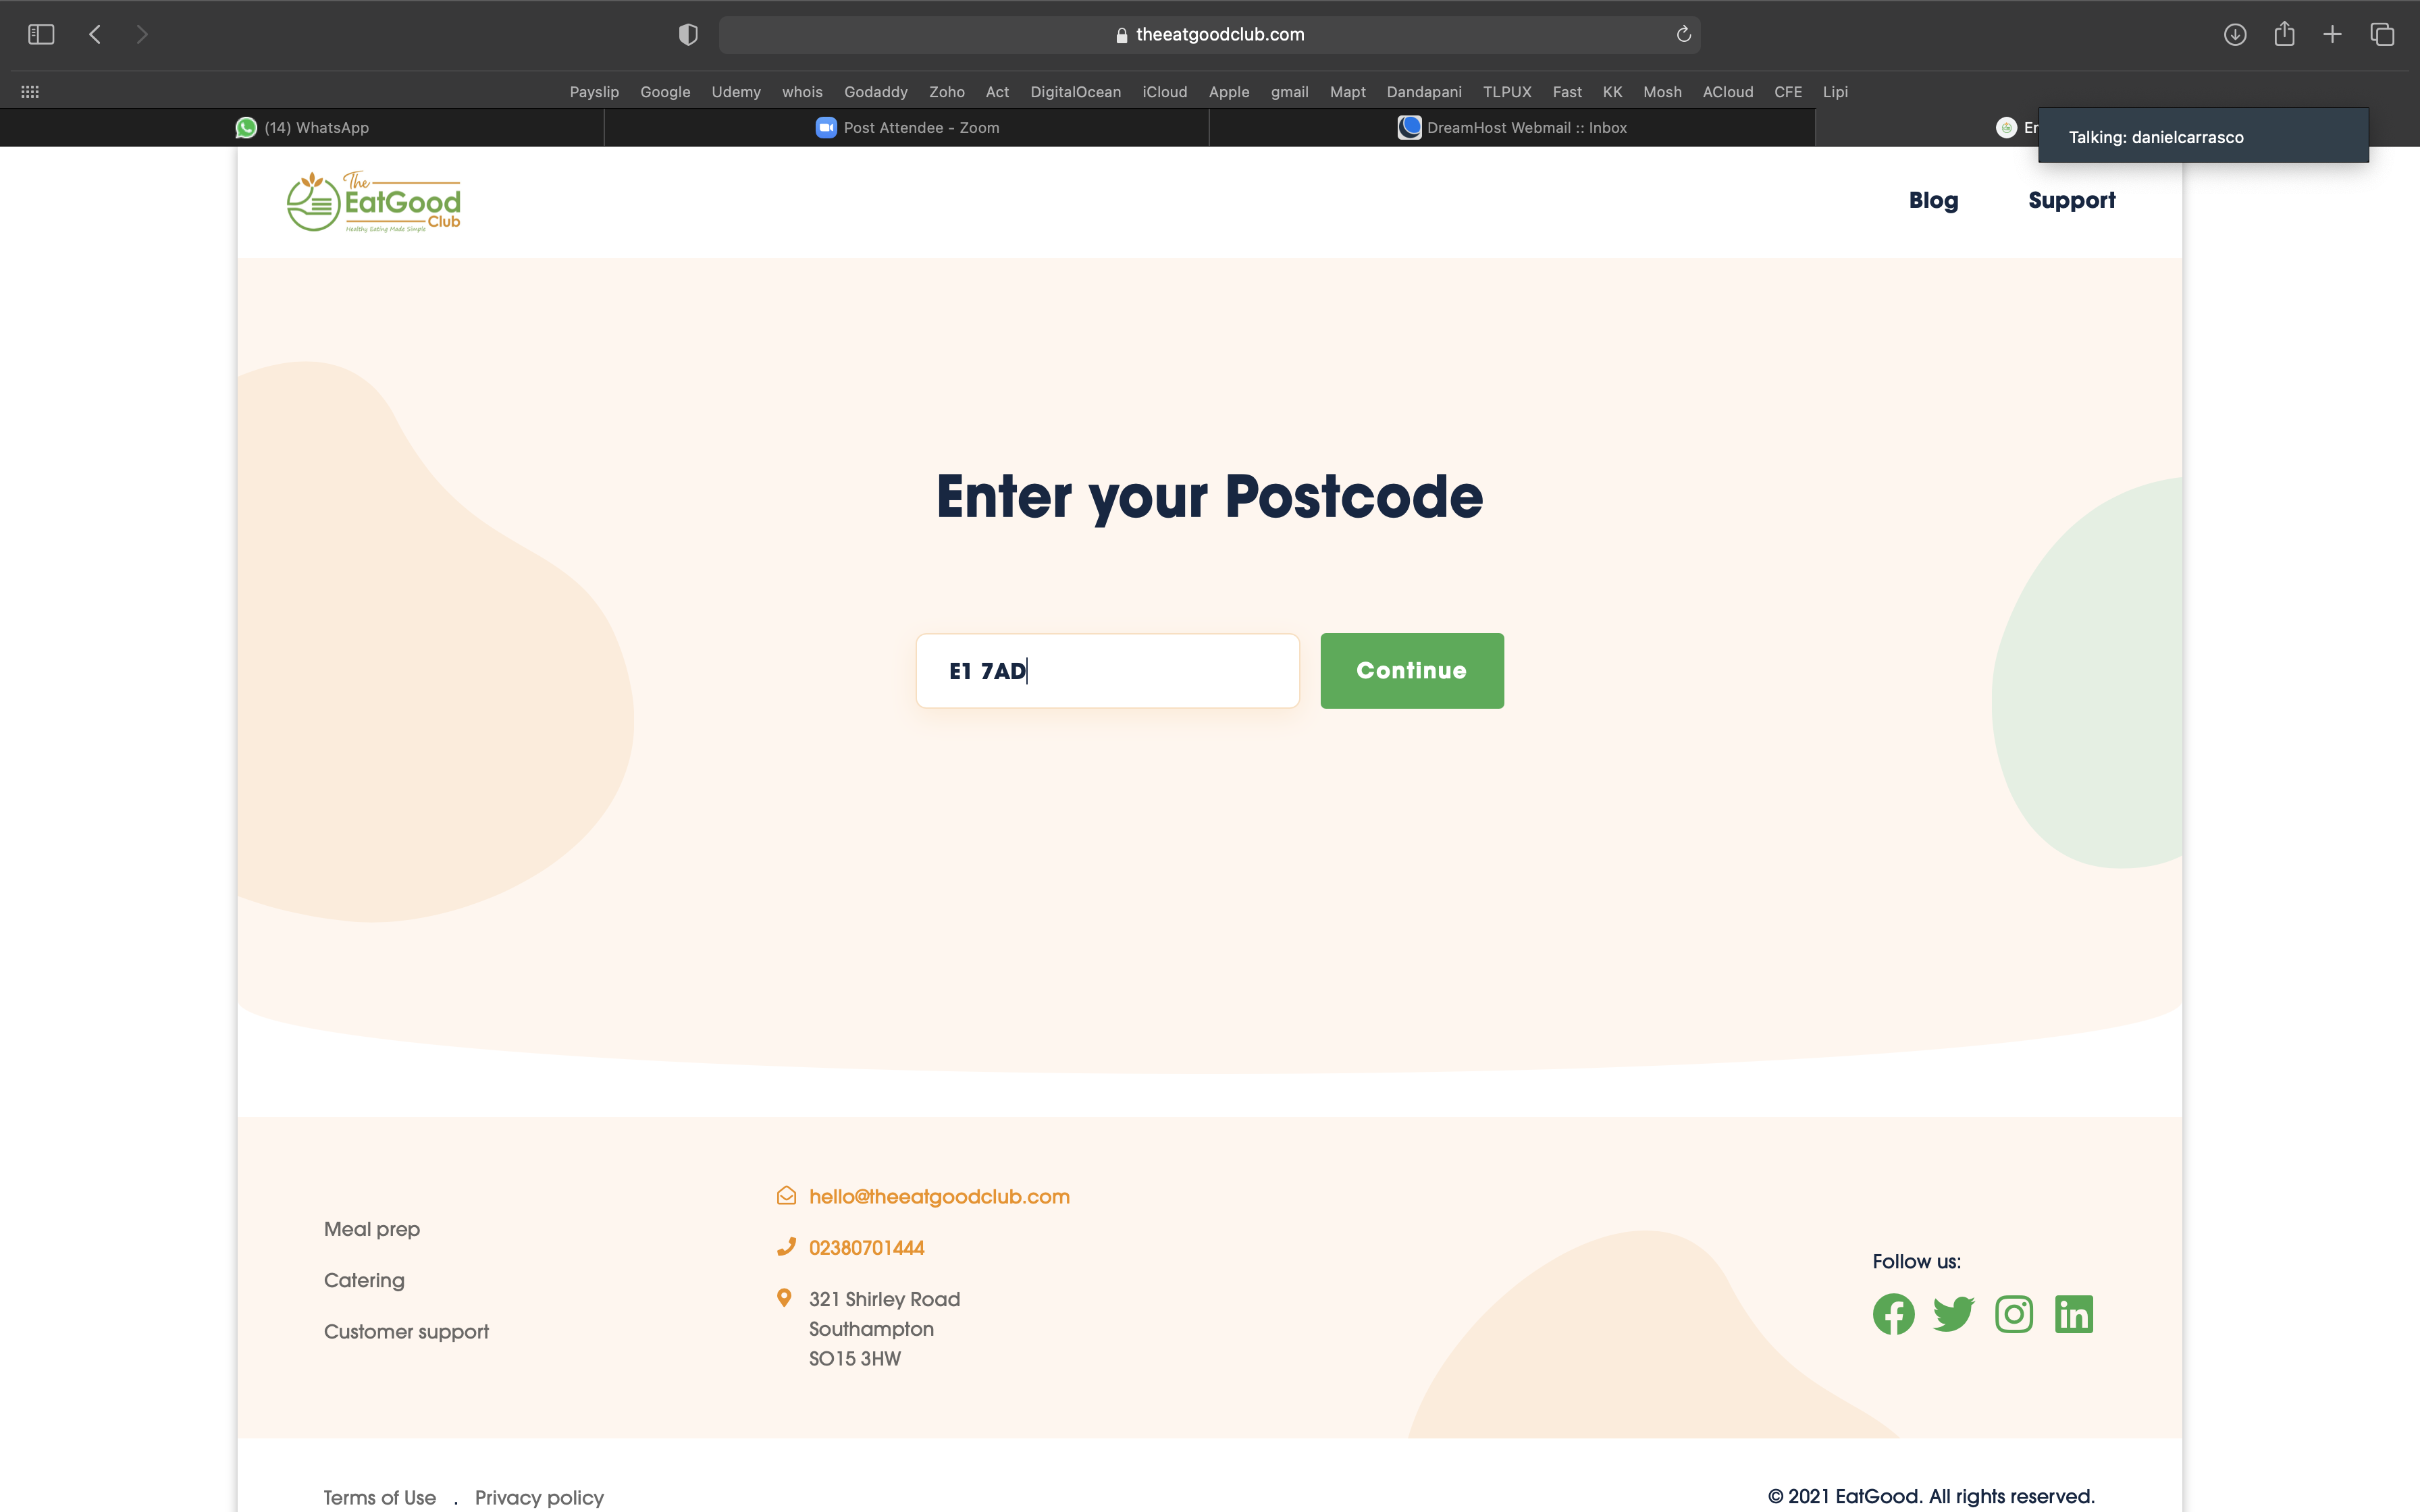 theeatgoodclub.com
Payslip Google Udemy whois Godaddy Zoho Act DigitalOcean iCloud Apple gmail Mapt Dandapani TLPUX Fast KK Mosh ACloud CFE Lipi
(14) WhatsApp
Post Attendee - Zoom
DreamHost Webmail :: Inbox
Er
Talking: danielcarrasco
The
EatGood
Club
Healthy Eating Made Simple
Blog Support
Enter your Postcode
E1 7AD
Continue
Meal prep
Catering
Customer support
hello@theeatgoodclub.com
02380701444
321 Shirley Road
Southampton
SO15 3HW
Follow us:
Terms of Use . Privacy policy
© 2021 EatGood. All rights reserved.